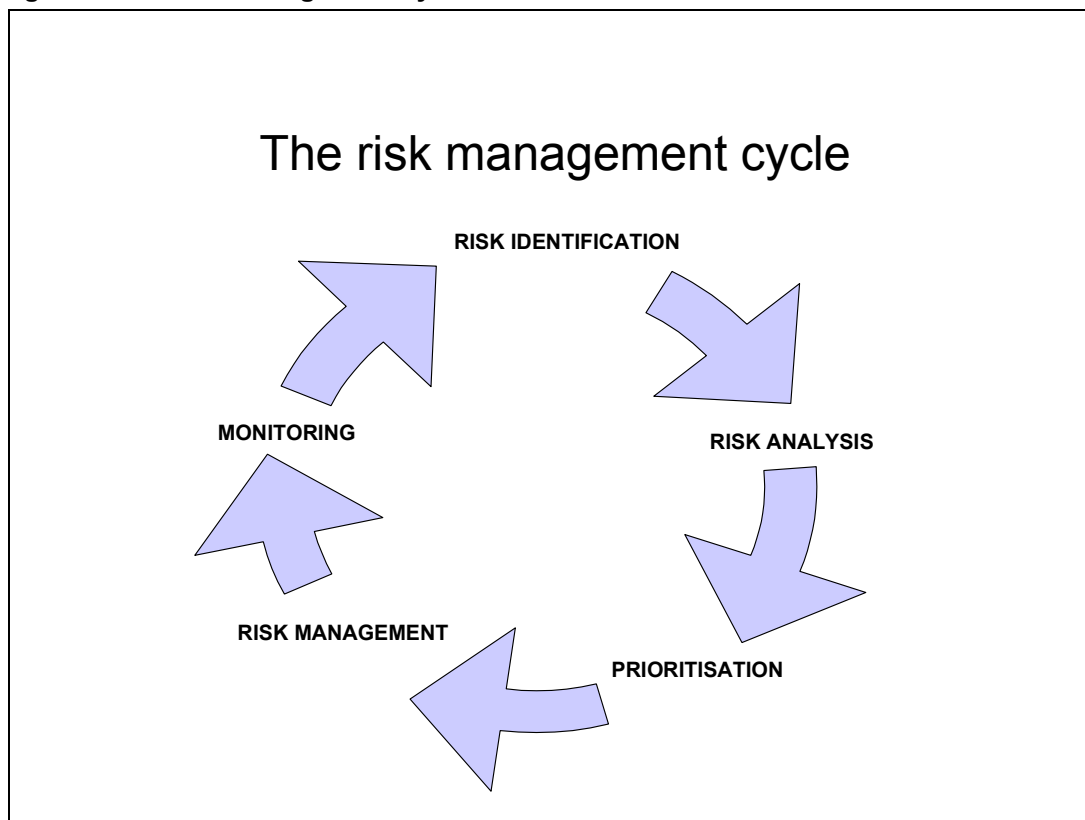 The risk management cycle
RISK IDENTIFICATION
RISK ANALYSIS
PRIORITISATION
RISK MANAGEMENT
MONITORING